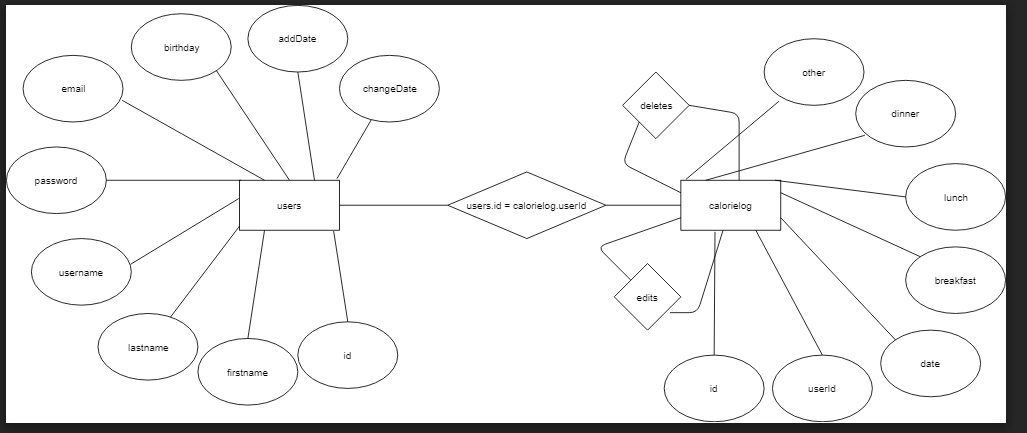 addDate
birthday
email
changeDate
password
users
username
lastname
firstname
id
users.id = calorielog.userId
deletes
other
dinner
calorielog
lunch
breakfast
edits
date
id
userId